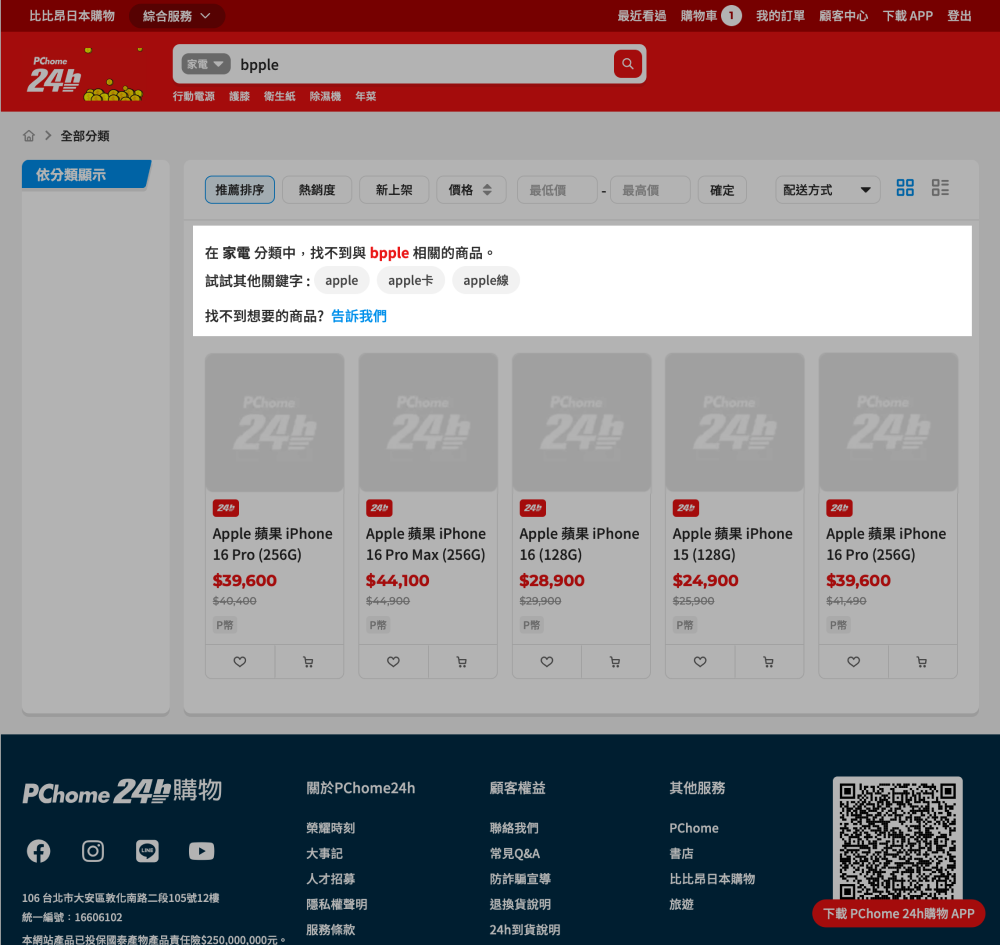 比比昂日本購物 綜合服務 最近看過 購物車 1 我的訂單 顧客中心 下載 APP 登出
PChome
24h
家電 bpple
行動電源 護膝 衛生紙 除濕機 年菜
全部分類
依分類顯示
推薦排序 熱銷度 新上架 價格 最低價 - 最高價 確定 配送方式
在 家電 分類中，找不到與 bpple 相關的商品。
試試其他關鍵字 : apple apple卡 apple線
找不到想要的商品? 告訴我們
PChome PChome PChome PChome PChome
24h 24h 24h 24h 24h
24h 24h 24h 24h 24h
Apple 蘋果 iPhone Apple 蘋果 iPhone Apple 蘋果 iPhone Apple 蘋果 iPhone Apple 蘋果 iPhone
16 Pro (256G) 16 Pro Max (256G) 16 (128G) 15 (128G) 16 Pro (256G)
$39,600 $44,100 $28,900 $24,900 $39,600
$40,400 $44,900 $29,900 $25,900 $41,490
P幣 P幣 P幣 P幣 P幣
PChome 24h購物
關於PChome24h 顧客權益 其他服務
榮耀時刻 聯絡我們 PChome
大事記 常見Q&A 書店
人才招募 防詐騙宣導 比比昂日本購物
隱私權聲明 退換貨說明 旅遊
服務條款 24h到貨說明
LINE
106 台北市大安區敦化南路二段105號12樓
統一編號：16606102
本網站產品已投保國泰產物產品責任險$250,000,000元。
下載 PChome 24h購物 APP